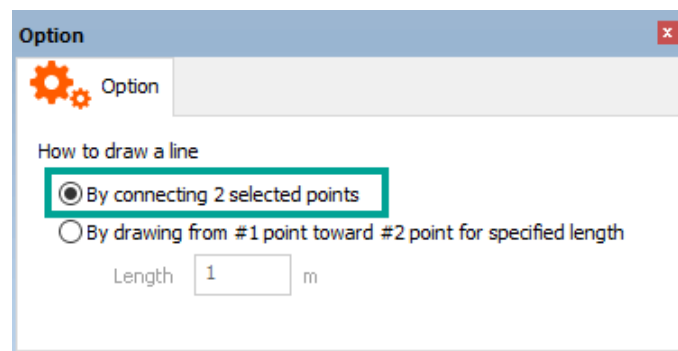 Option
Option
How to draw a line
By connecting 2 selected points
By drawing from #1 point toward #2 point for specified length
Length 1 m